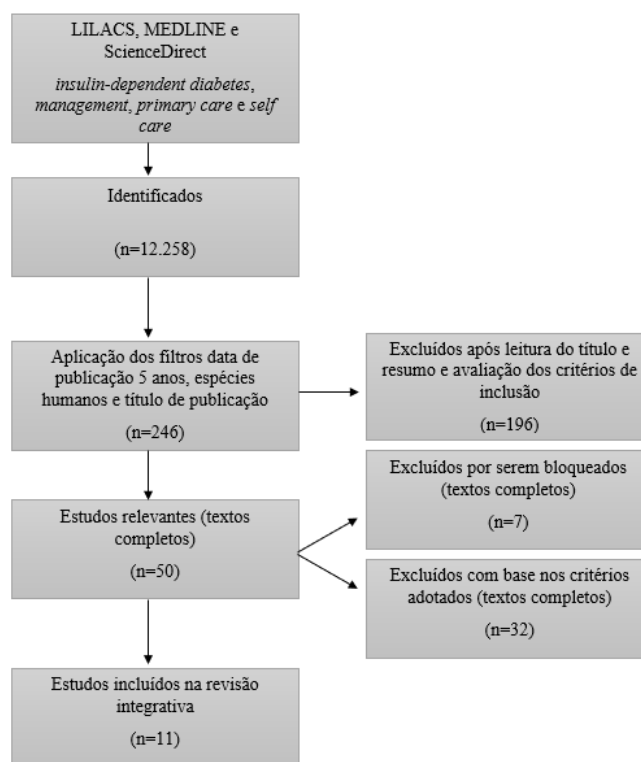 LILACS, MEDLINE e
ScienceDirect
insulin-dependent diabetes,
management, primary care e self
care
Identificados
(n=12.258)
Aplicação dos filtros data de
publicação 5 anos, espécies
humanos e título de publicação
(n=246)
Excluídos após leitura do título e
resumo e avaliação dos critérios de
inclusão
(n=196)
Estudos relevantes (textos
completos)
(n=50)
Excluídos por serem bloqueados
(textos completos)
(n=7)
Excluídos com base nos critérios
adotados (textos completos)
(n=32)
Estudos incluídos na revisão
integrativa
(n=11)